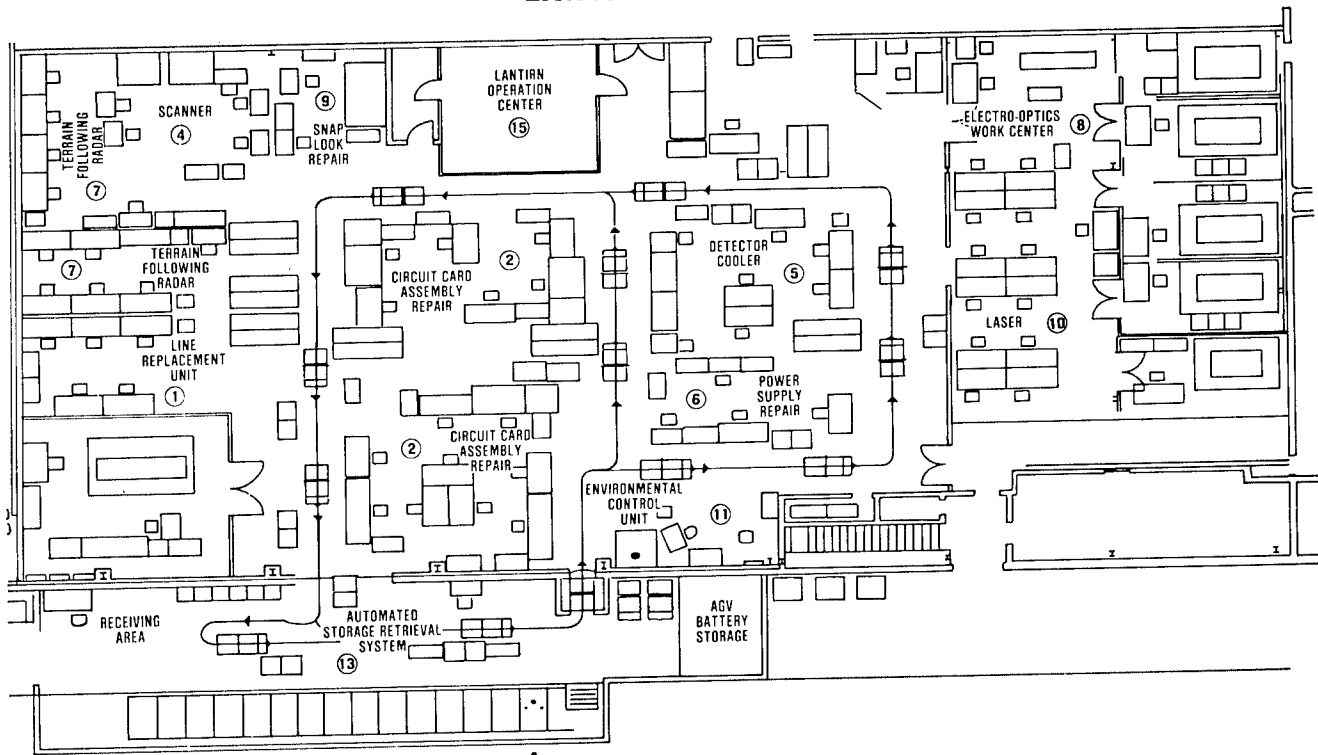 LANTIRN
OPERATION
CENTER
15
SCANNER
4
9
SNAP
LOOK
REPAIR
TERRAIN
FOLLOWING
RADAR
7
ELECTRO-OPTICS
WORK CENTER
8
7
TERRAIN
FOLLOWING
RADAR
2
CIRCUIT CARD
ASSEMBLY
REPAIR
DETECTOR
COOLER
5
LASER
10
LINE
REPLACEMENT
UNIT
1
6
POWER
SUPPLY
REPAIR
2
CIRCUIT CARD
ASSEMBLY
REPAIR
ENVIRONMENTAL
CONTROL
UNIT
11
RECEIVING
AREA
AUTOMATED
STORAGE RETRIEVAL
SYSTEM
13
AGV
BATTERY
STORAGE